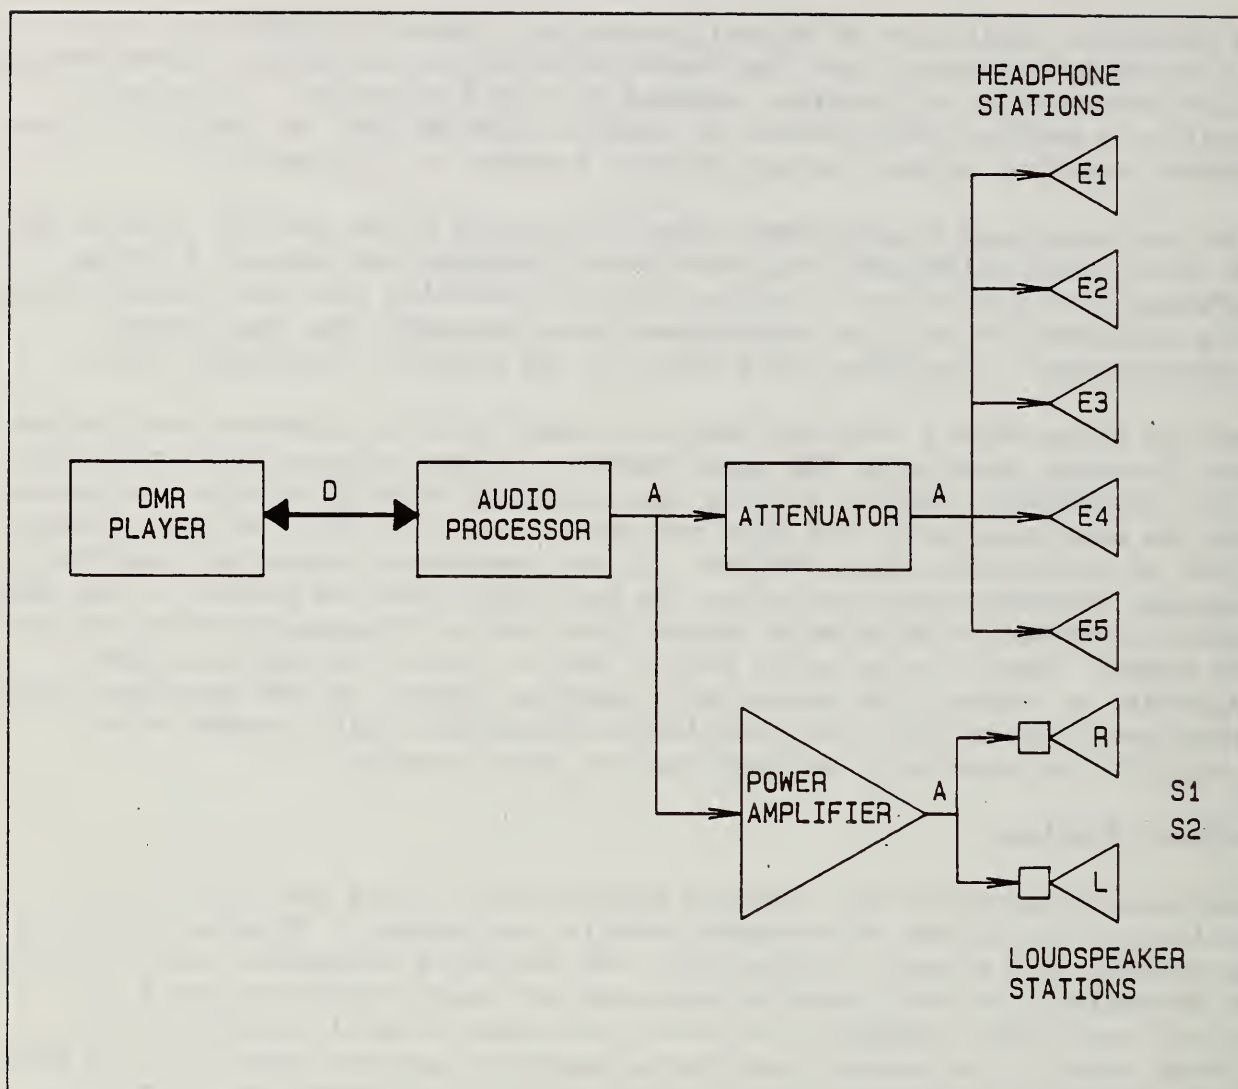 HEADPHONE
STATIONS
E1
E2
E3
DMR
PLAYER
D
AUDIO
PROCESSOR
A
ATTENUATOR
A
E4
E5
POWER
AMPLIFIER
A
R
S1
S2
L
LOUDSPEAKER
STATIONS